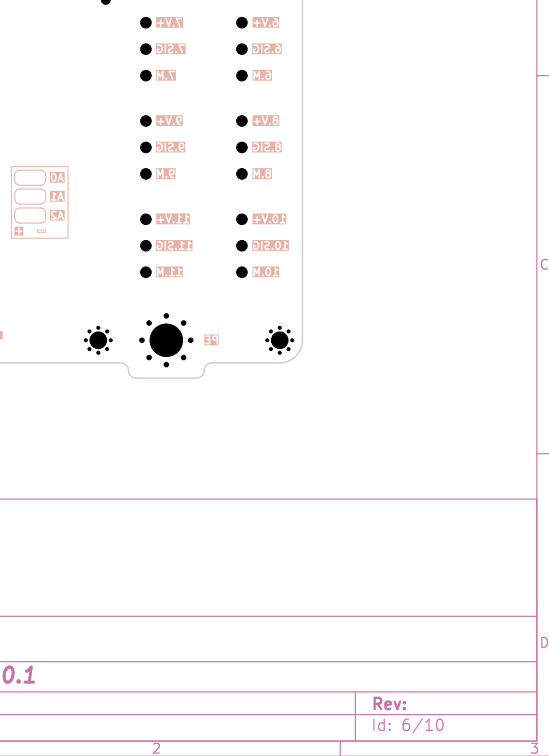 7.V+ 6.V+
7.SIG 6.SIG
7.M 6.M
9.V+ 8.V+
9.SIG 8.SIG
9.M 8.M
A0
A1
A2
+ -
11.V+ 10.V+
11.SIG 10.SIG
11.M 10.M
PE
C
D
0.1
Rev:
Id: 6/10
2 3